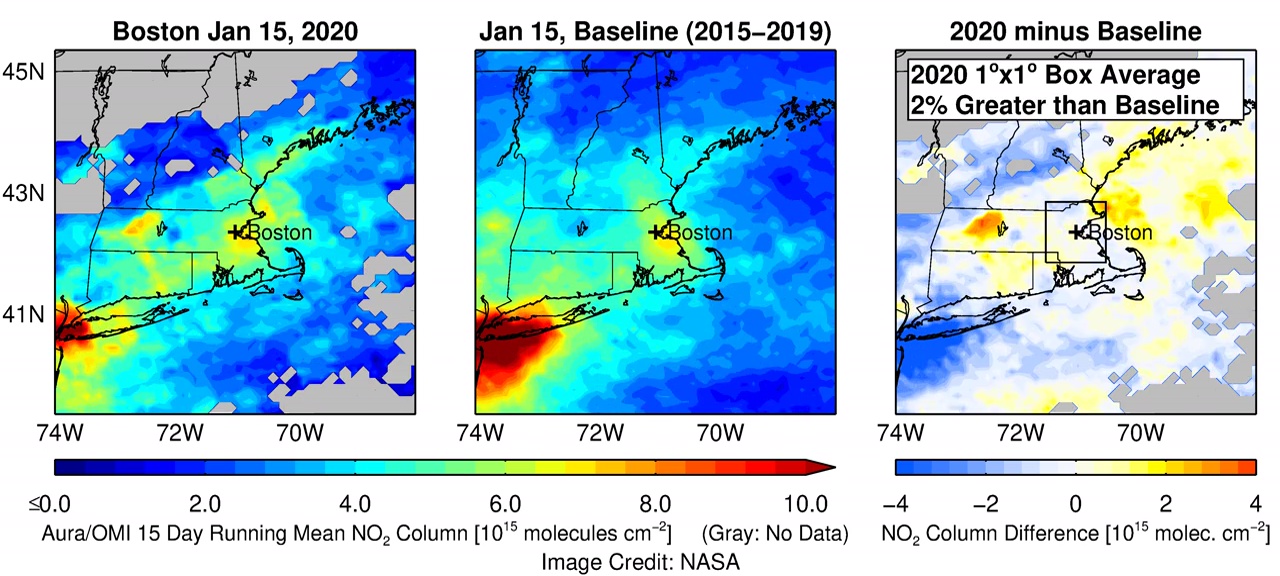 Boston Jan 15, 2020
Jan 15, Baseline (2015−2019)
2020 minus Baseline
45N
43N
41N
2020 1°x1° Box Average
2% Greater than Baseline
Boston
Boston
Boston
74W 72W 70W
74W 72W 70W
74W 72W 70W
≤0.0 2.0 4.0 6.0 8.0 10.0
−4 −2 0 2 4
Aura/OMI 15 Day Running Mean NO₂ Column [10¹⁵ molecules cm⁻²] (Gray: No Data)
NO₂ Column Difference [10¹⁵ molec. cm⁻²]
Image Credit: NASA